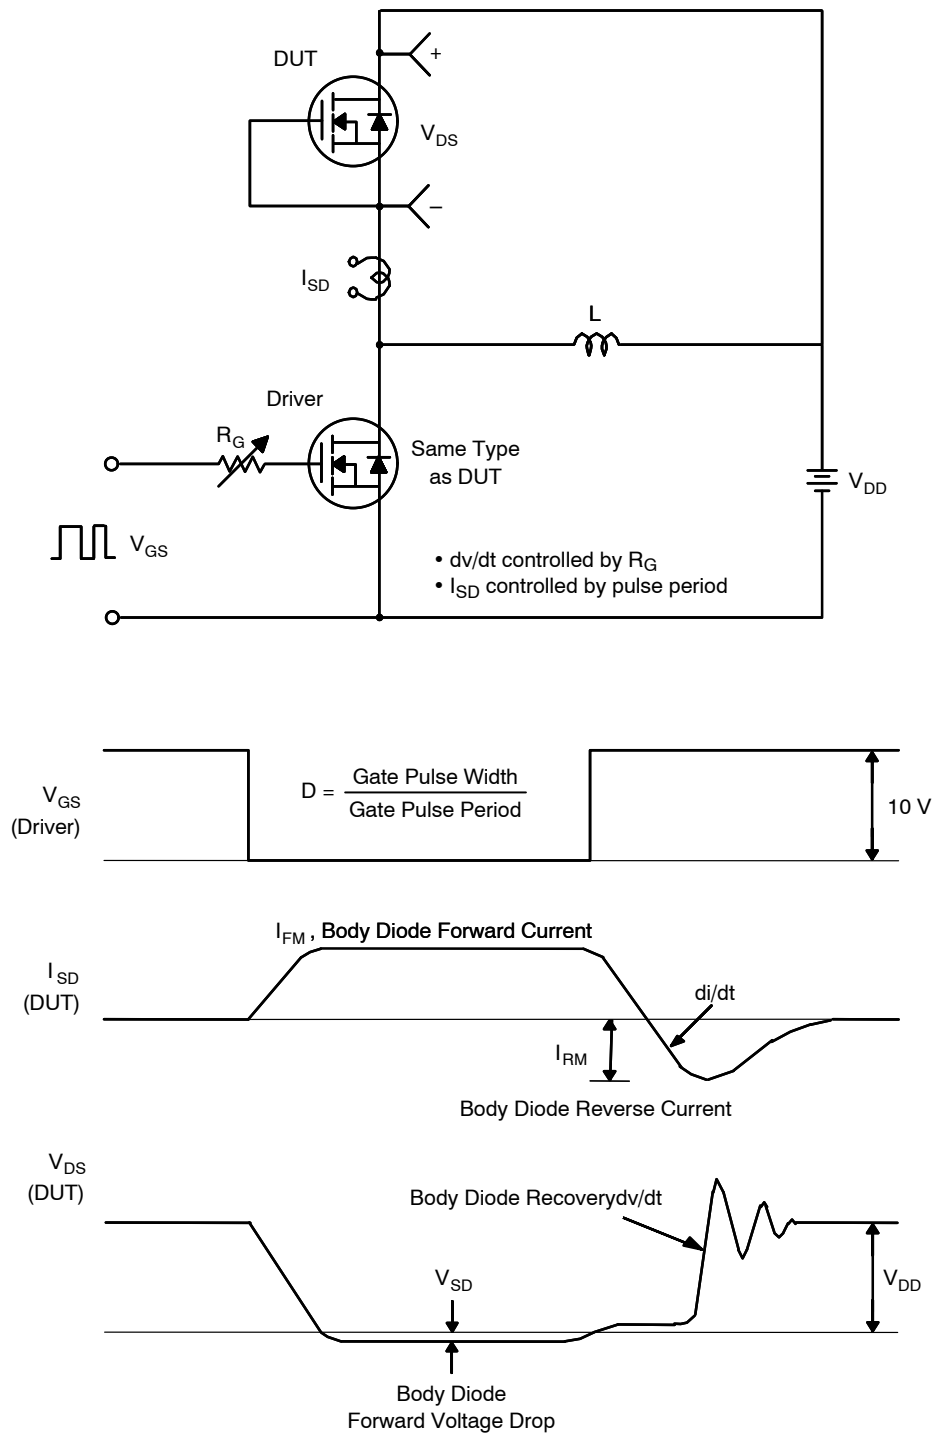 DUT
+
V_DS
–
I_SD
L
Driver
R_G
Same Type
as DUT
V_DD
V_GS
• dv/dt controlled by R_G
• I_SD controlled by pulse period
V_GS
(Driver)
D = Gate Pulse Width
Gate Pulse Period
10 V
I_FM , Body Diode Forward Current
I_SD
(DUT)
di/dt
I_RM
Body Diode Reverse Current
V_DS
(DUT)
Body Diode Recoverydv/dt
V_SD
V_DD
Body Diode
Forward Voltage Drop